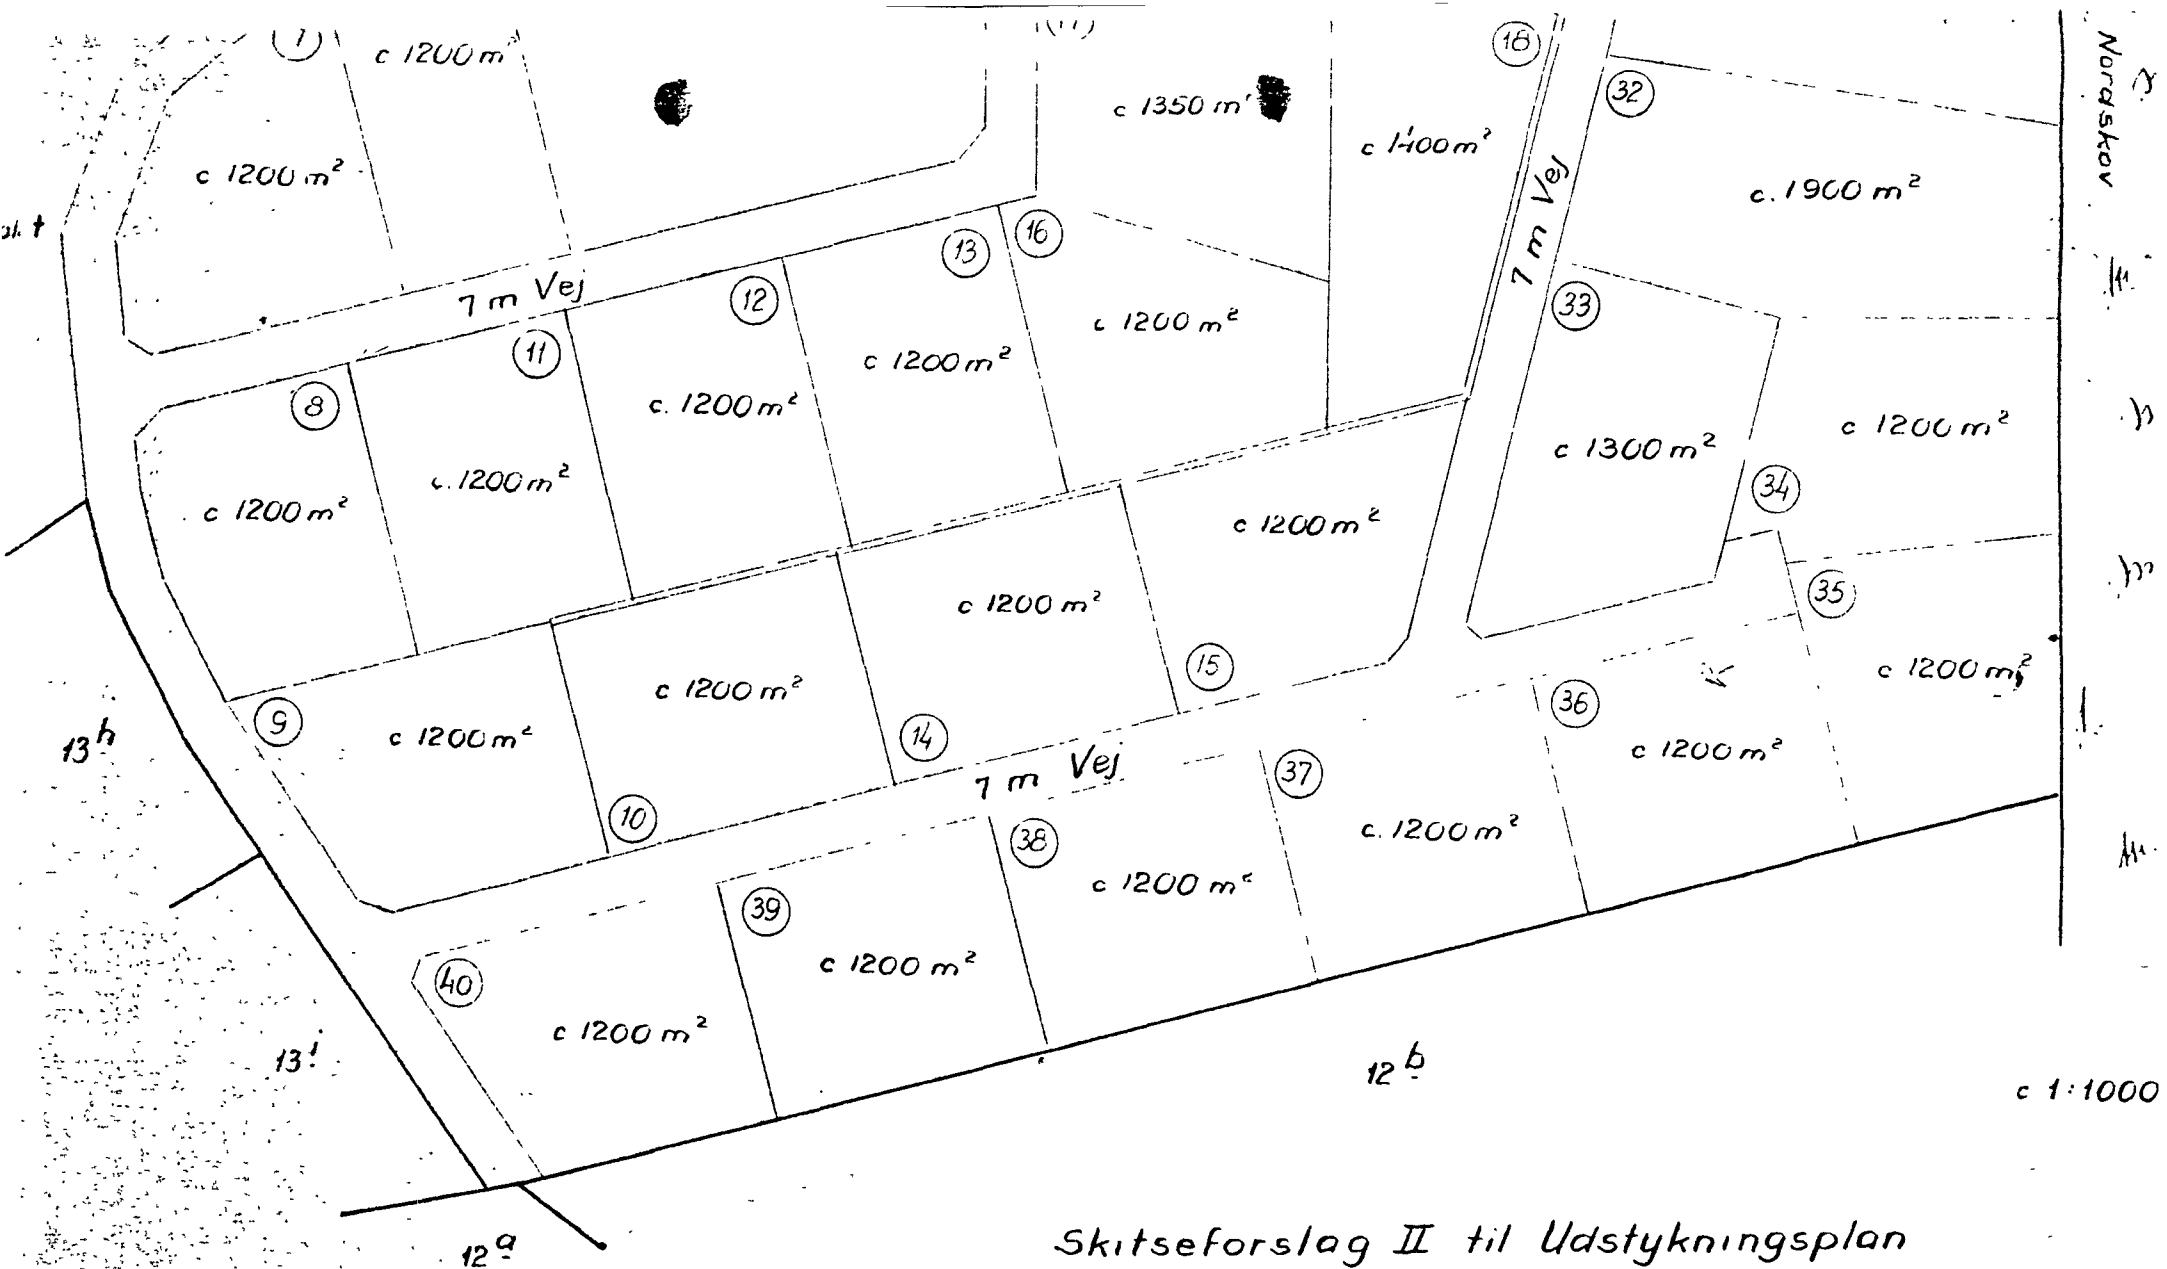 c 1200 m²
18
32
c 1350 m²
c 1400 m²
Nordskov
c 1200 m²
c. 1900 m²
7 m Vej
13
16
7 m Vej
12
33
11
c 1200 m²
c 1200 m²
8
c. 1200 m²
c 1200 m²
c 1300 m²
c. 1200 m²
34
c 1200 m²
c 1200 m²
35
c 1200 m²
15
c 1200 m²
c 1200 m²
36
9
c 1200 m²
14
c 1200 m²
13h
7 m Vej
37
10
38
c. 1200 m²
39
c 1200 m²
40
c 1200 m²
c 1200 m²
13i
12b
c 1:1000
12a
Skitseforslag II til Udstykningsplan